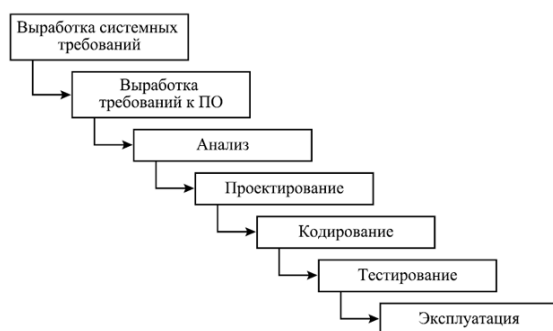 Выработка системных
требований
Выработка
требований к ПО
Анализ
Проектирование
Кодирование
Тестирование
Эксплуатация